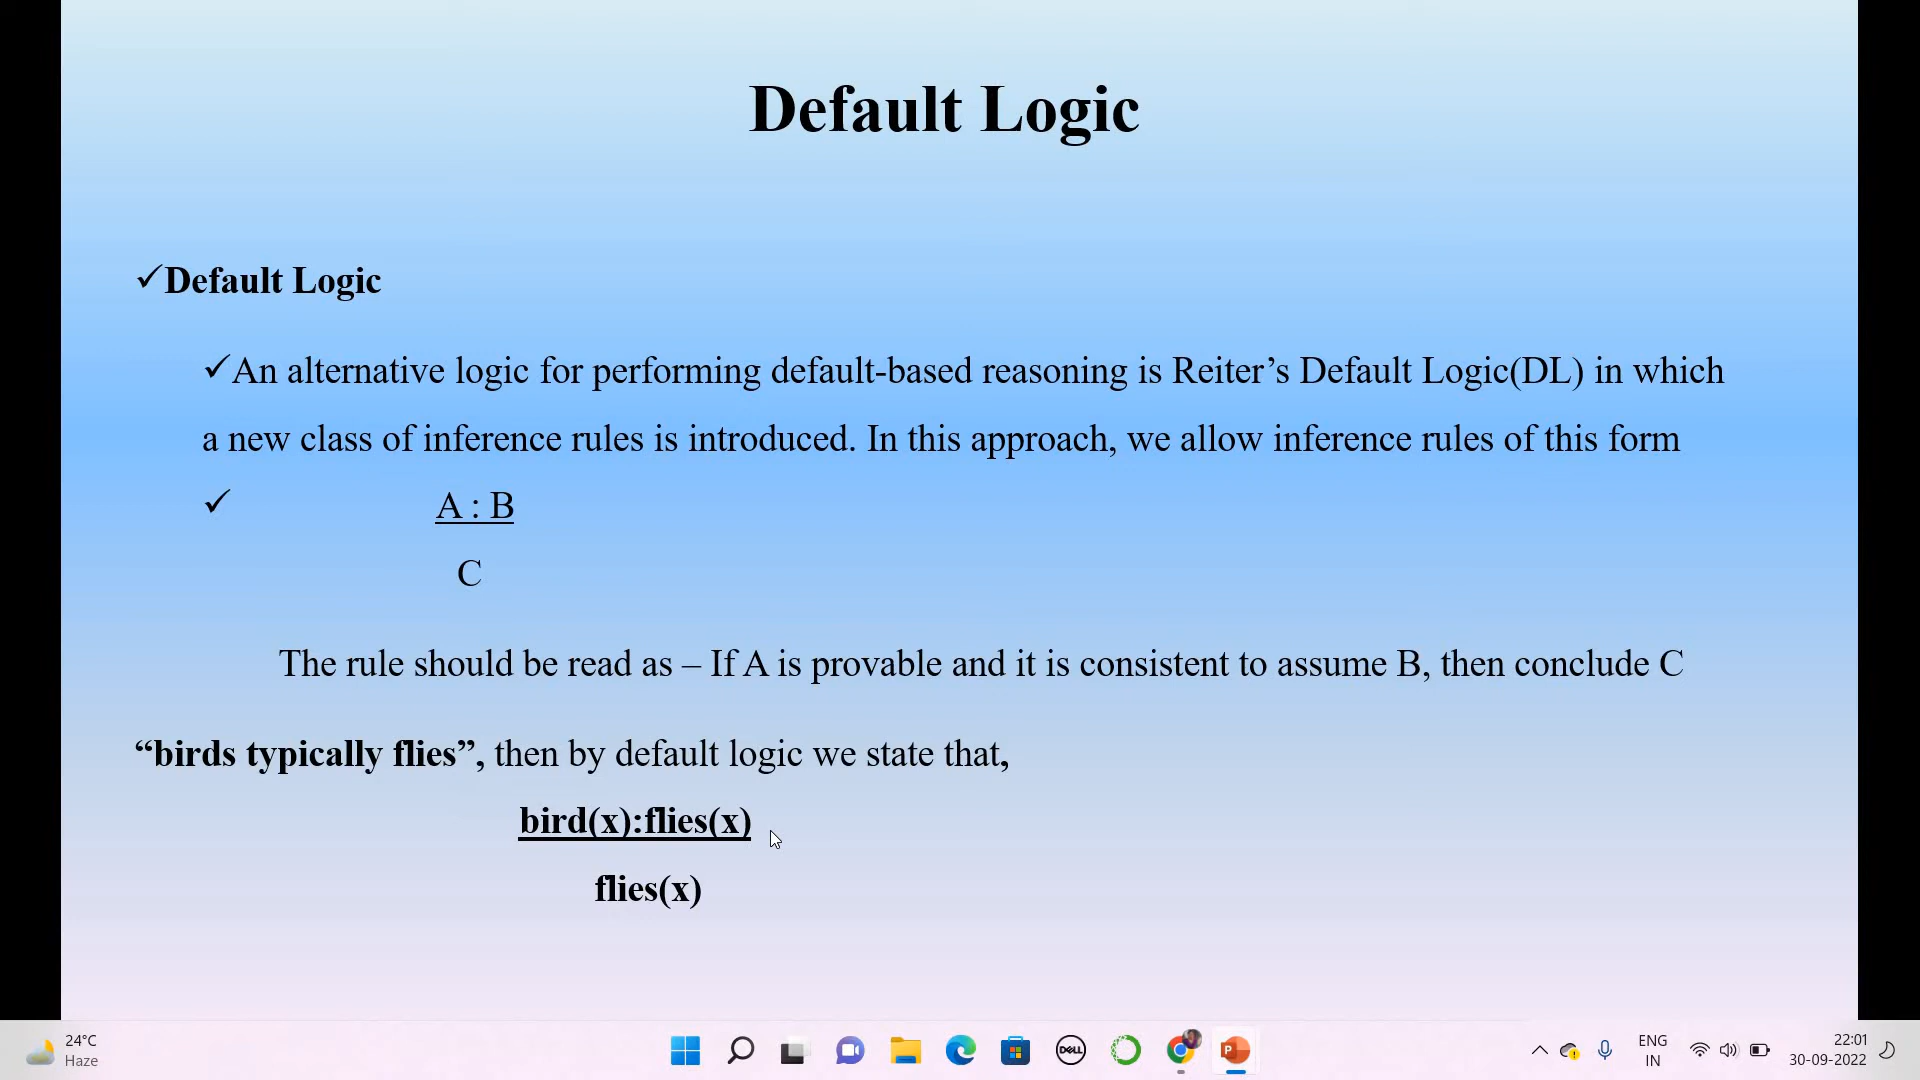 Default Logic
✓Default Logic
✓An alternative logic for performing default-based reasoning is Reiter’s Default Logic(DL) in which
a new class of inference rules is introduced. In this approach, we allow inference rules of this form
✓ A : B
C
The rule should be read as – If A is provable and it is consistent to assume B, then conclude C
“birds typically flies”, then by default logic we state that,
bird(x):flies(x)
flies(x)
24°C
Haze
DELL
P
ENG
IN
22:01
30-09-2022